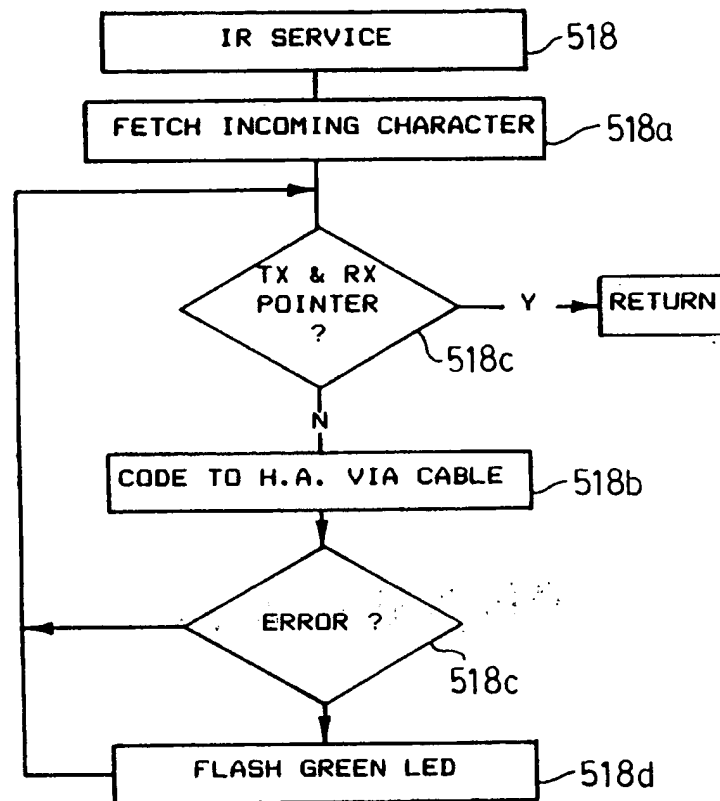 IR SERVICE
518
FETCH INCOMING CHARACTER
518a
TX & RX
POINTER
?
518c
Y
RETURN
N
CODE TO H.A. VIA CABLE
518b
ERROR ?
518c
FLASH GREEN LED
518d